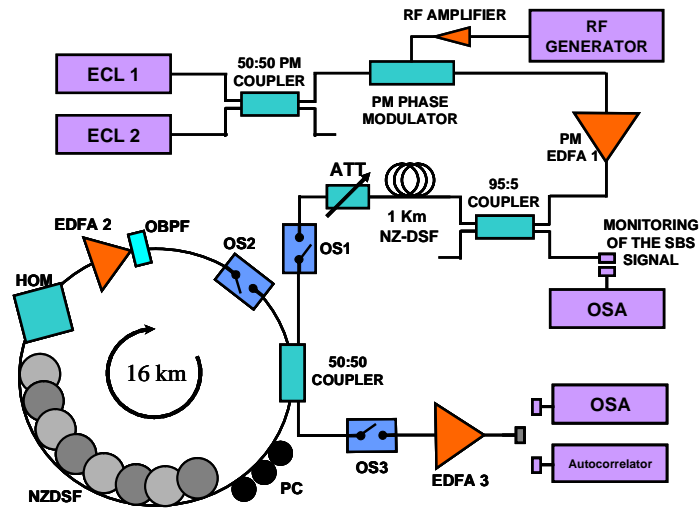 RF AMPLIFIER
RF
GENERATOR
ECL 1
50:50 PM
COUPLER
ECL 2
PM PHASE
MODULATOR
PM
EDFA 1
ATT
1 Km
NZ-DSF
95:5
COUPLER
MONITORING
OF THE SBS
SIGNAL
OSA
EDFA 2
OBPF
OS2
OS1
HOM
16 km
50:50
COUPLER
OSA
OS3
EDFA 3
Autocorrelator
NZDSF
PC